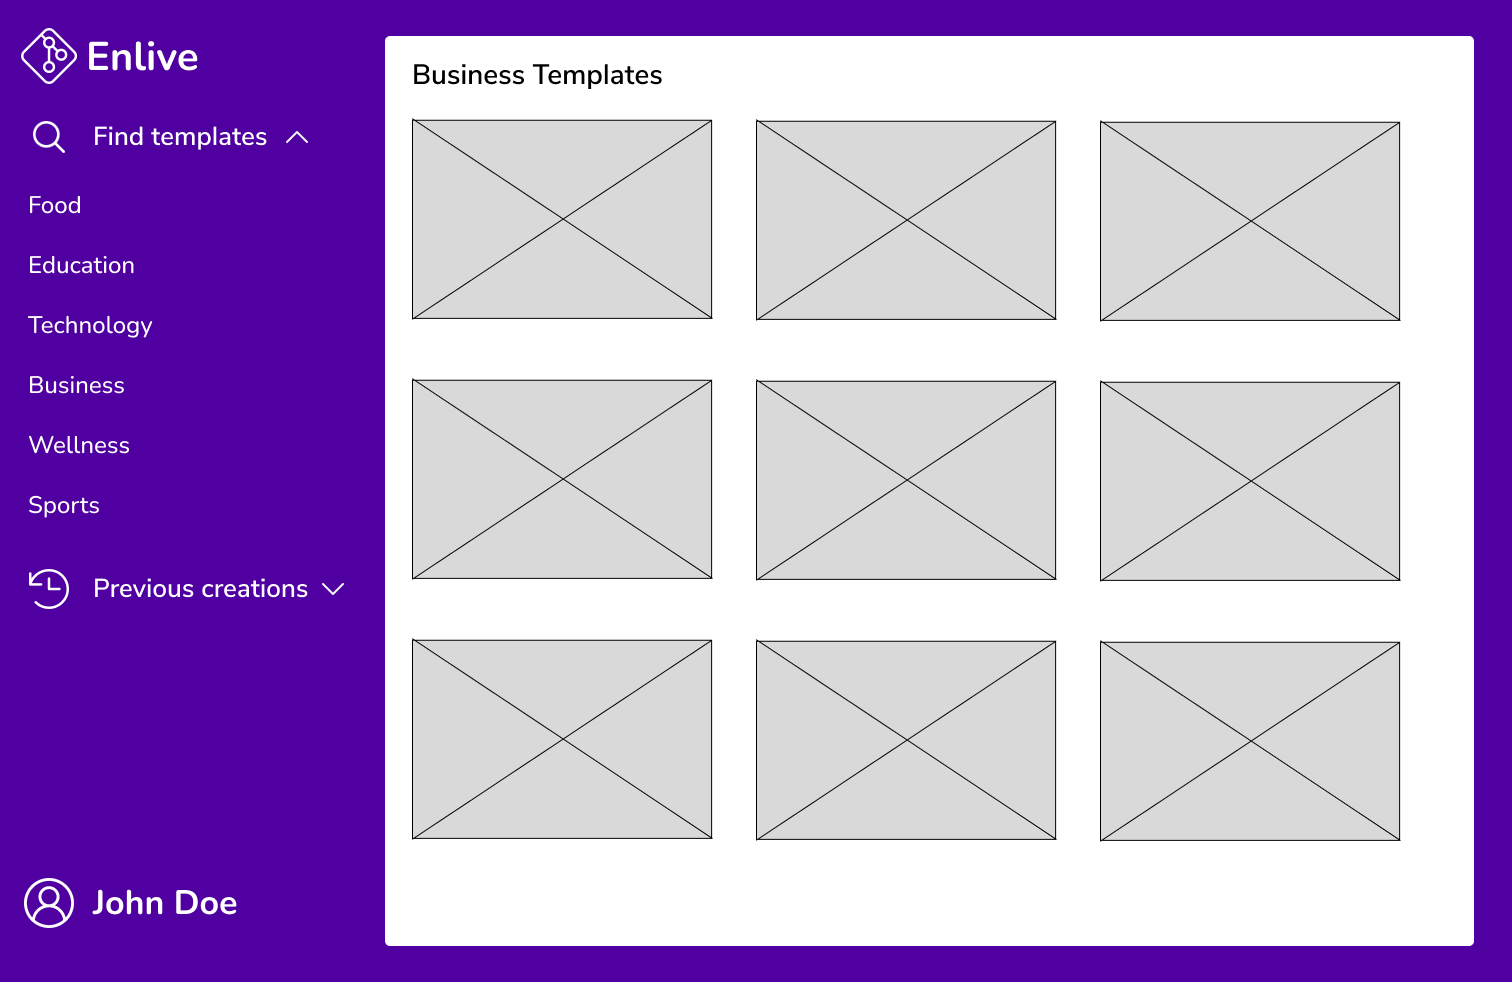 Enlive
Find templates
Food
Education
Technology
Business
Wellness
Sports
Previous creations
John Doe
Business Templates